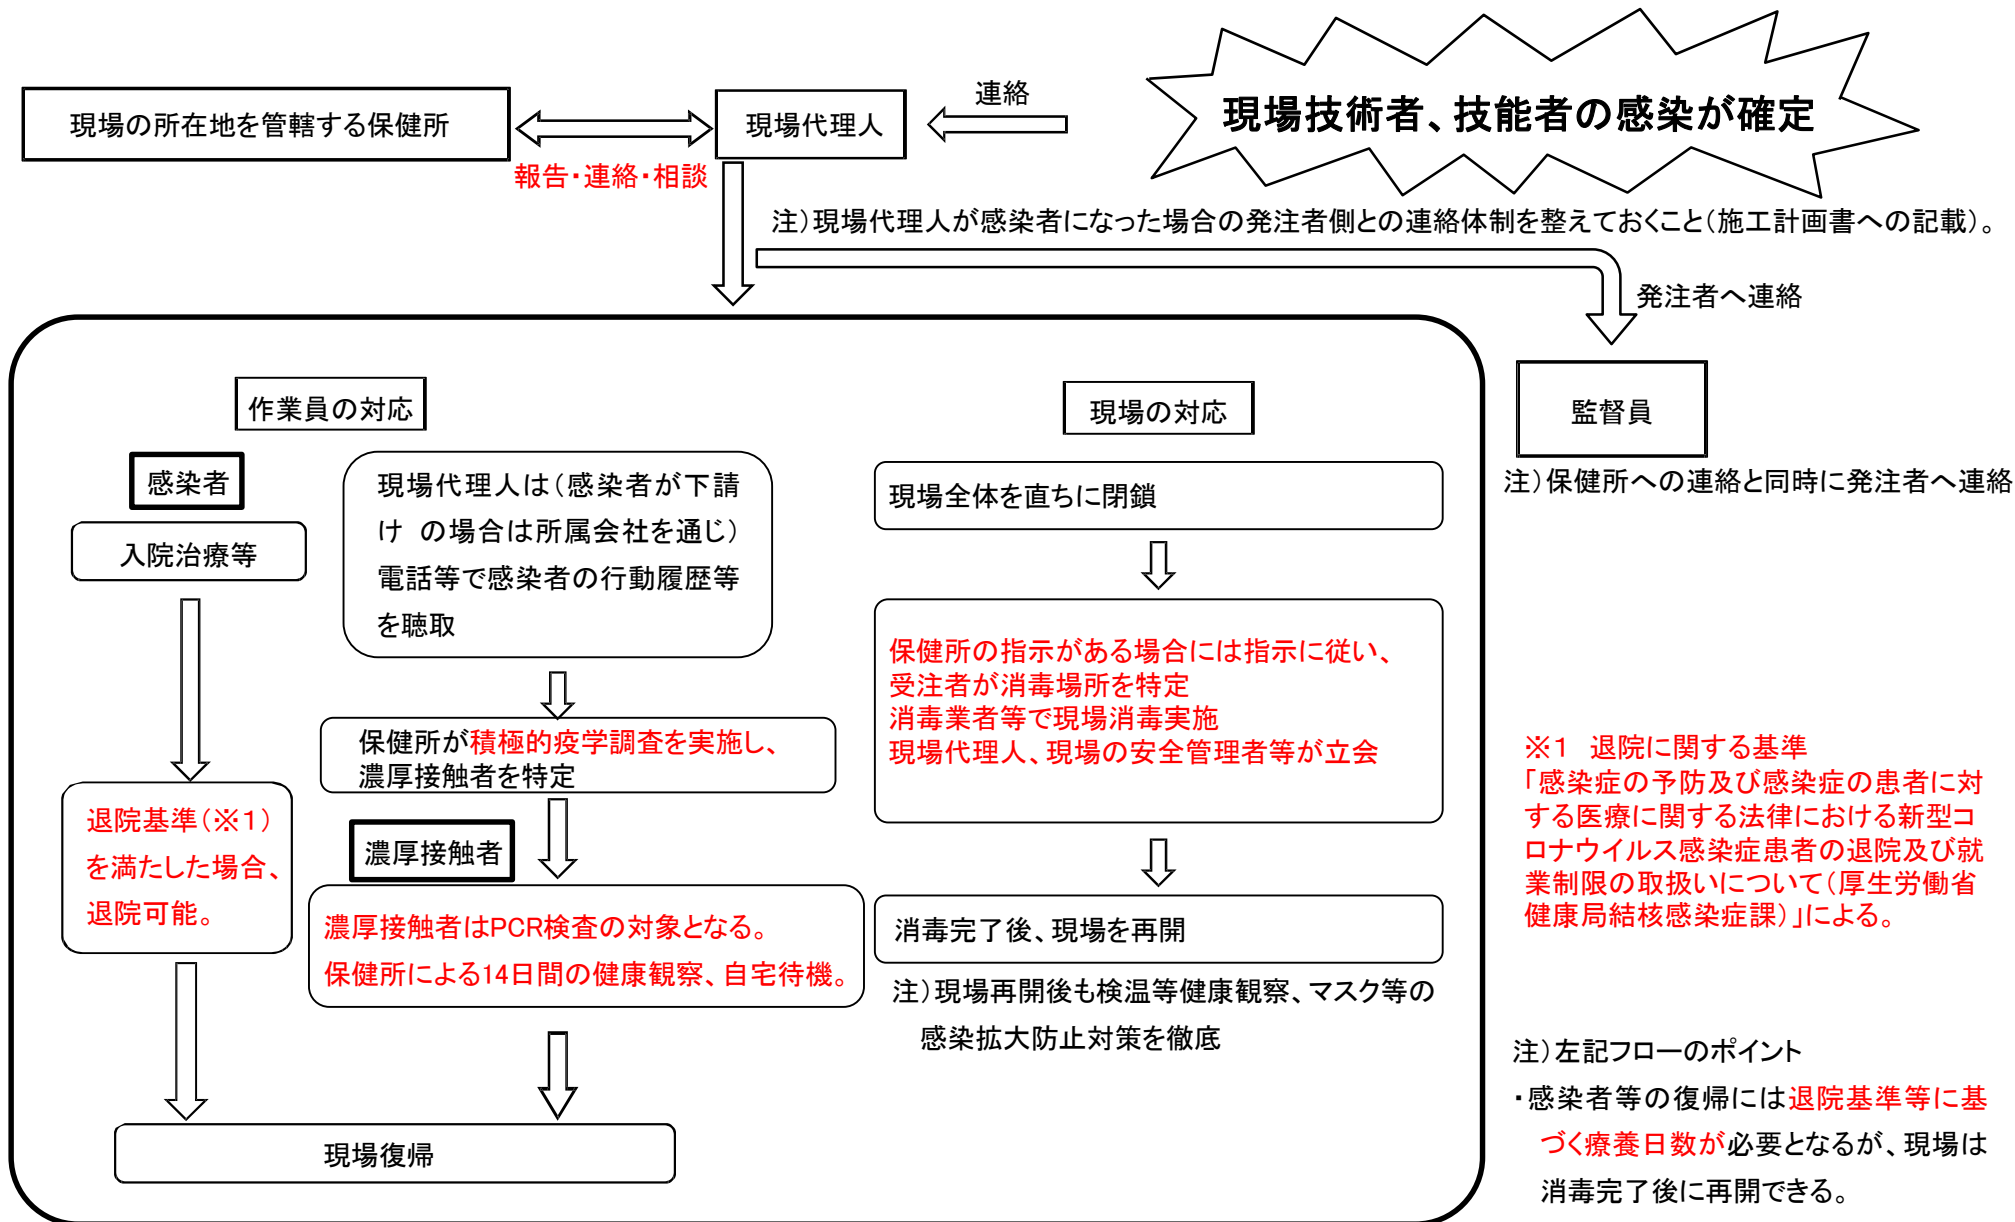 現場技術者、技能者の感染が確定
連絡
現場代理人
現場の所在地を管轄する保健所
報告・連絡・相談
注）現場代理人が感染者になった場合の発注者側との連絡体制を整えておくこと（施工計画書への記載）。
発注者へ連絡
監督員
注）保健所への連絡と同時に発注者へ連絡
作業員の対応
感染者
入院治療等
退院基準（※1）
を満たした場合、
退院可能。
現場代理人は（感染者が下請
け の場合は所属会社を通じ）
電話等で感染者の行動履歴等
を聴取
保健所が積極的疫学調査を実施し、
濃厚接触者を特定
濃厚接触者
濃厚接触者はPCR検査の対象となる。
保健所による14日間の健康観察、自宅待機。
現場復帰
現場の対応
現場全体を直ちに閉鎖
保健所の指示がある場合には指示に従い、
受注者が消毒場所を特定
消毒業者等で現場消毒実施
現場代理人、現場の安全管理者等が立会
消毒完了後、現場を再開
注）現場再開後も検温等健康観察、マスク等の
感染拡大防止対策を徹底
※1 退院に関する基準
「感染症の予防及び感染症の患者に対
する医療に関する法律における新型コ
ロナウイルス感染症患者の退院及び就
業制限の取扱いについて（厚生労働省
健康局結核感染症課）」による。
注）左記フローのポイント
・感染者等の復帰には退院基準等に基
づく療養日数が必要となるが、現場は
消毒完了後に再開できる。